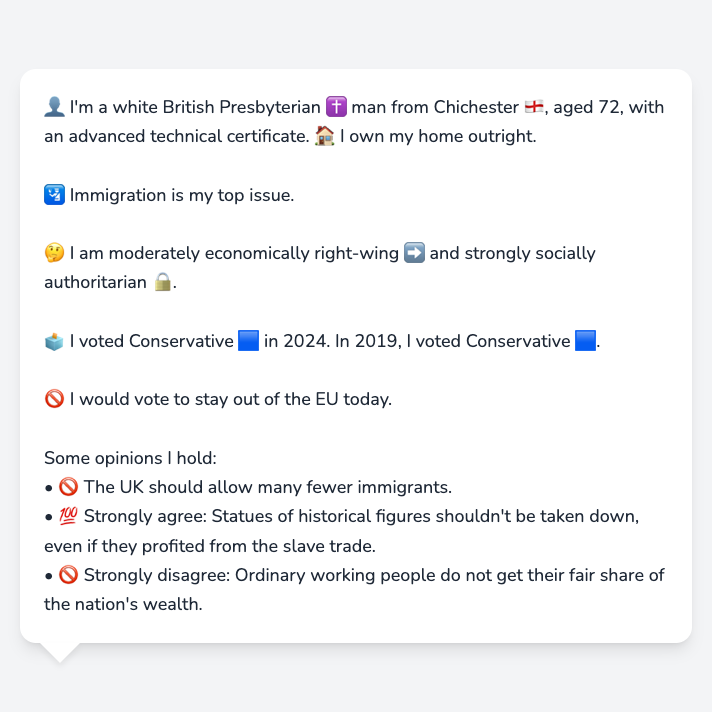 👤 I'm a white British Presbyterian ✝️ man from Chichester 🏴󠁧󠁢󠁥󠁮󠁧󠁿, aged 72, with
an advanced technical certificate. 🏠 I own my home outright.
🛂 Immigration is my top issue.
🤔 I am moderately economically right-wing ➡️ and strongly socially
authoritarian 🔒.
🗳️ I voted Conservative 🟦 in 2024. In 2019, I voted Conservative 🟦.
🚫 I would vote to stay out of the EU today.
Some opinions I hold:
• 🚫 The UK should allow many fewer immigrants.
• 💯 Strongly agree: Statues of historical figures shouldn't be taken down,
even if they profited from the slave trade.
• 🚫 Strongly disagree: Ordinary working people do not get their fair share of
the nation's wealth.